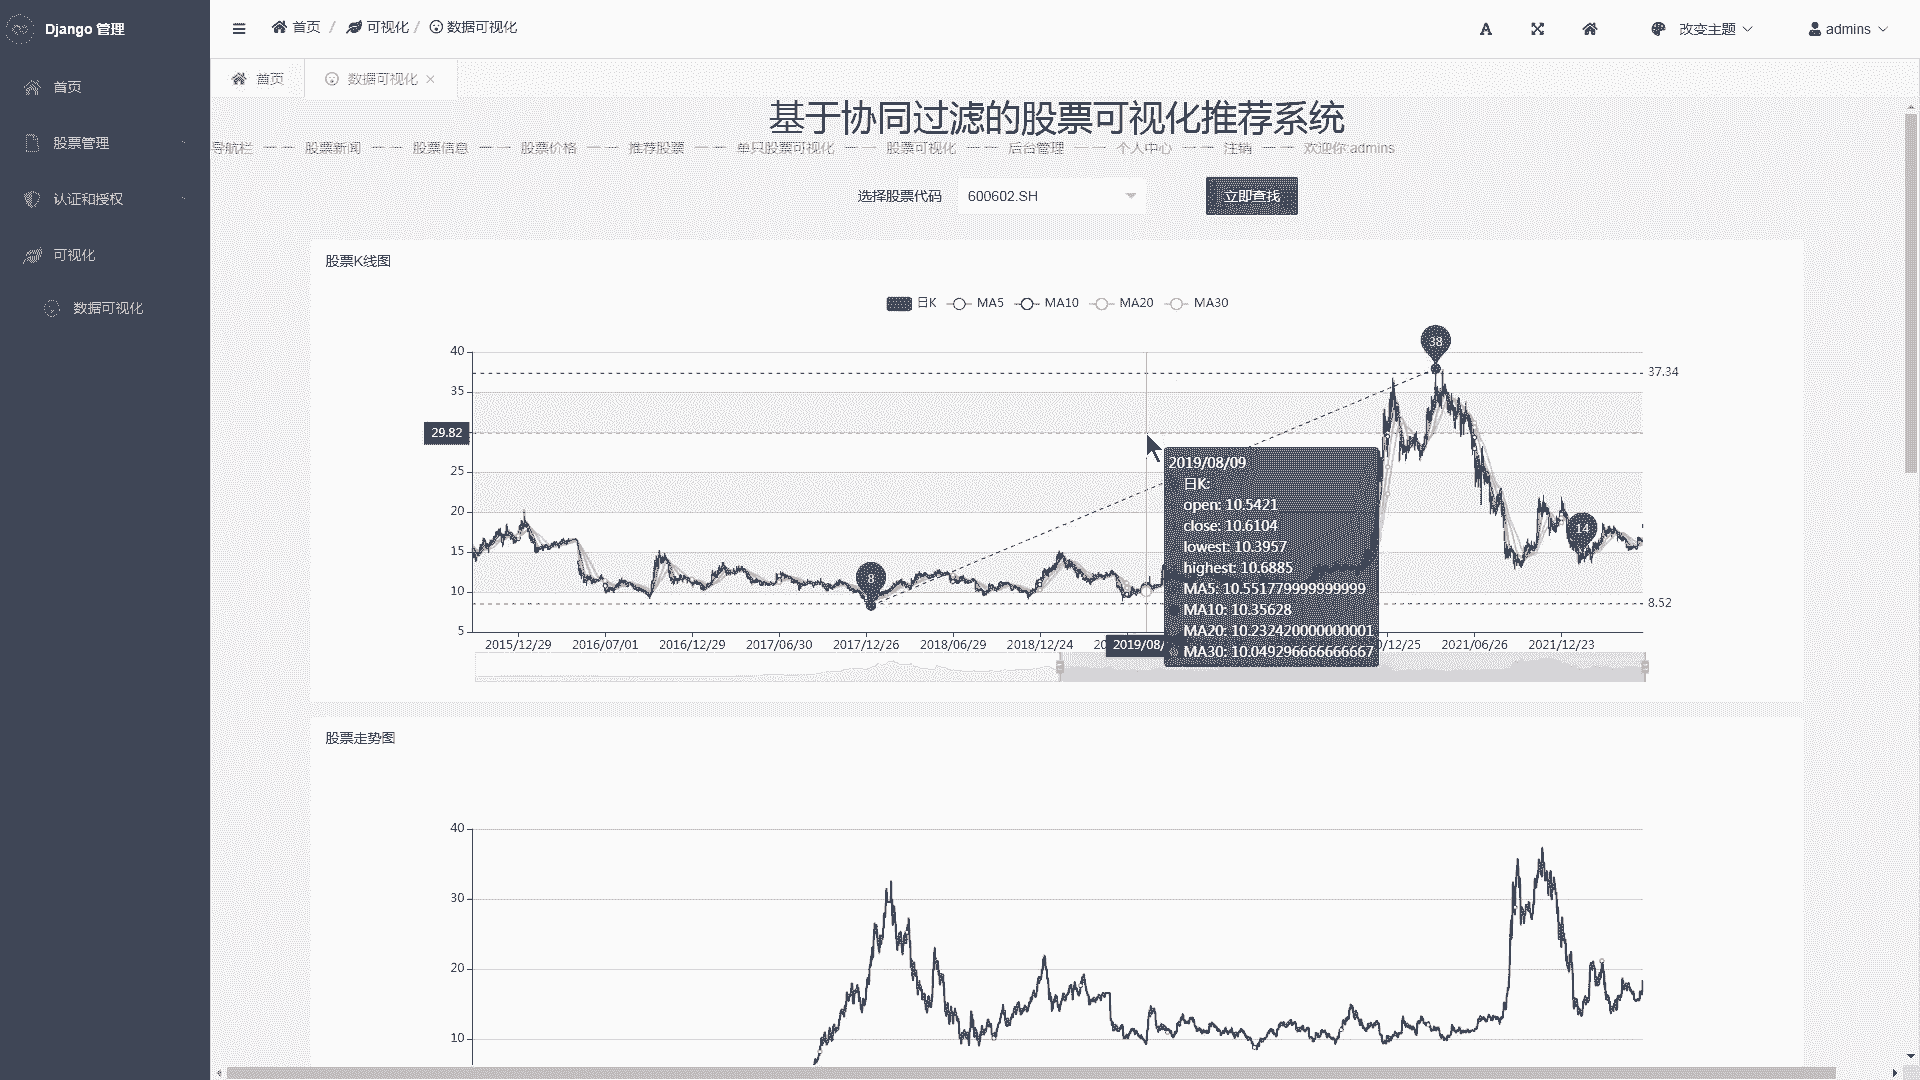 Django 管理
首页
股票管理
认证和授权
可视化
数据可视化
首页 / 可视化 / 数据可视化
改变主题
admins
首页
数据可视化
基于协同过滤的股票可视化推荐系统
导航栏 — — 股票新闻 — — 股票信息 — — 股票价格 — — 推荐股票 — — 单只股票可视化 — — 股票可视化 — — 后台管理 — — 个人中心 — — 注销 — — 欢迎你:admins
选择股票代码 600602.SH 立即查找
股票K线图
日K MA5 MA10 MA20 MA30
38
40
37.34
35
29.82
25
20
15
10
5
8
14
8.52
2019/08/09
日K:
open: 10.5421
close: 10.6104
lowest: 10.3957
highest: 10.6885
MA5: 10.551779999999999
MA10: 10.35628
MA20: 10.232420000000001
MA30: 10.049296666666667
2015/12/29 2016/07/01 2016/12/29 2017/06/30 2017/12/26 2018/06/29 2018/12/24 20 2019/08/ 0/12/25 2021/06/26 2021/12/23
股票走势图
40
30
20
10